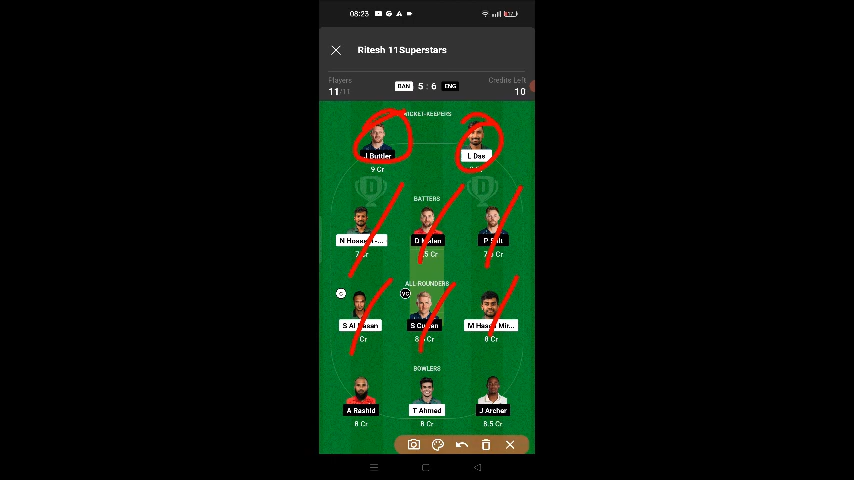 08:23
Ritesh 11Superstars
Players
Credits Left
11/11
BAN 5 : 6 ENG
10
WICKET-KEEPERS
J Buttler
L Das
9 Cr
BATTERS
N Hossain -...
D Malan
P Salt
7 Cr
ALL-ROUNDERS
C
VC
S Al Hasan
S Curran
M Hasan Mir...
8 Cr
BOWLERS
A Rashid
T Ahmed
J Archer
8 Cr
8 Cr
8.5 Cr